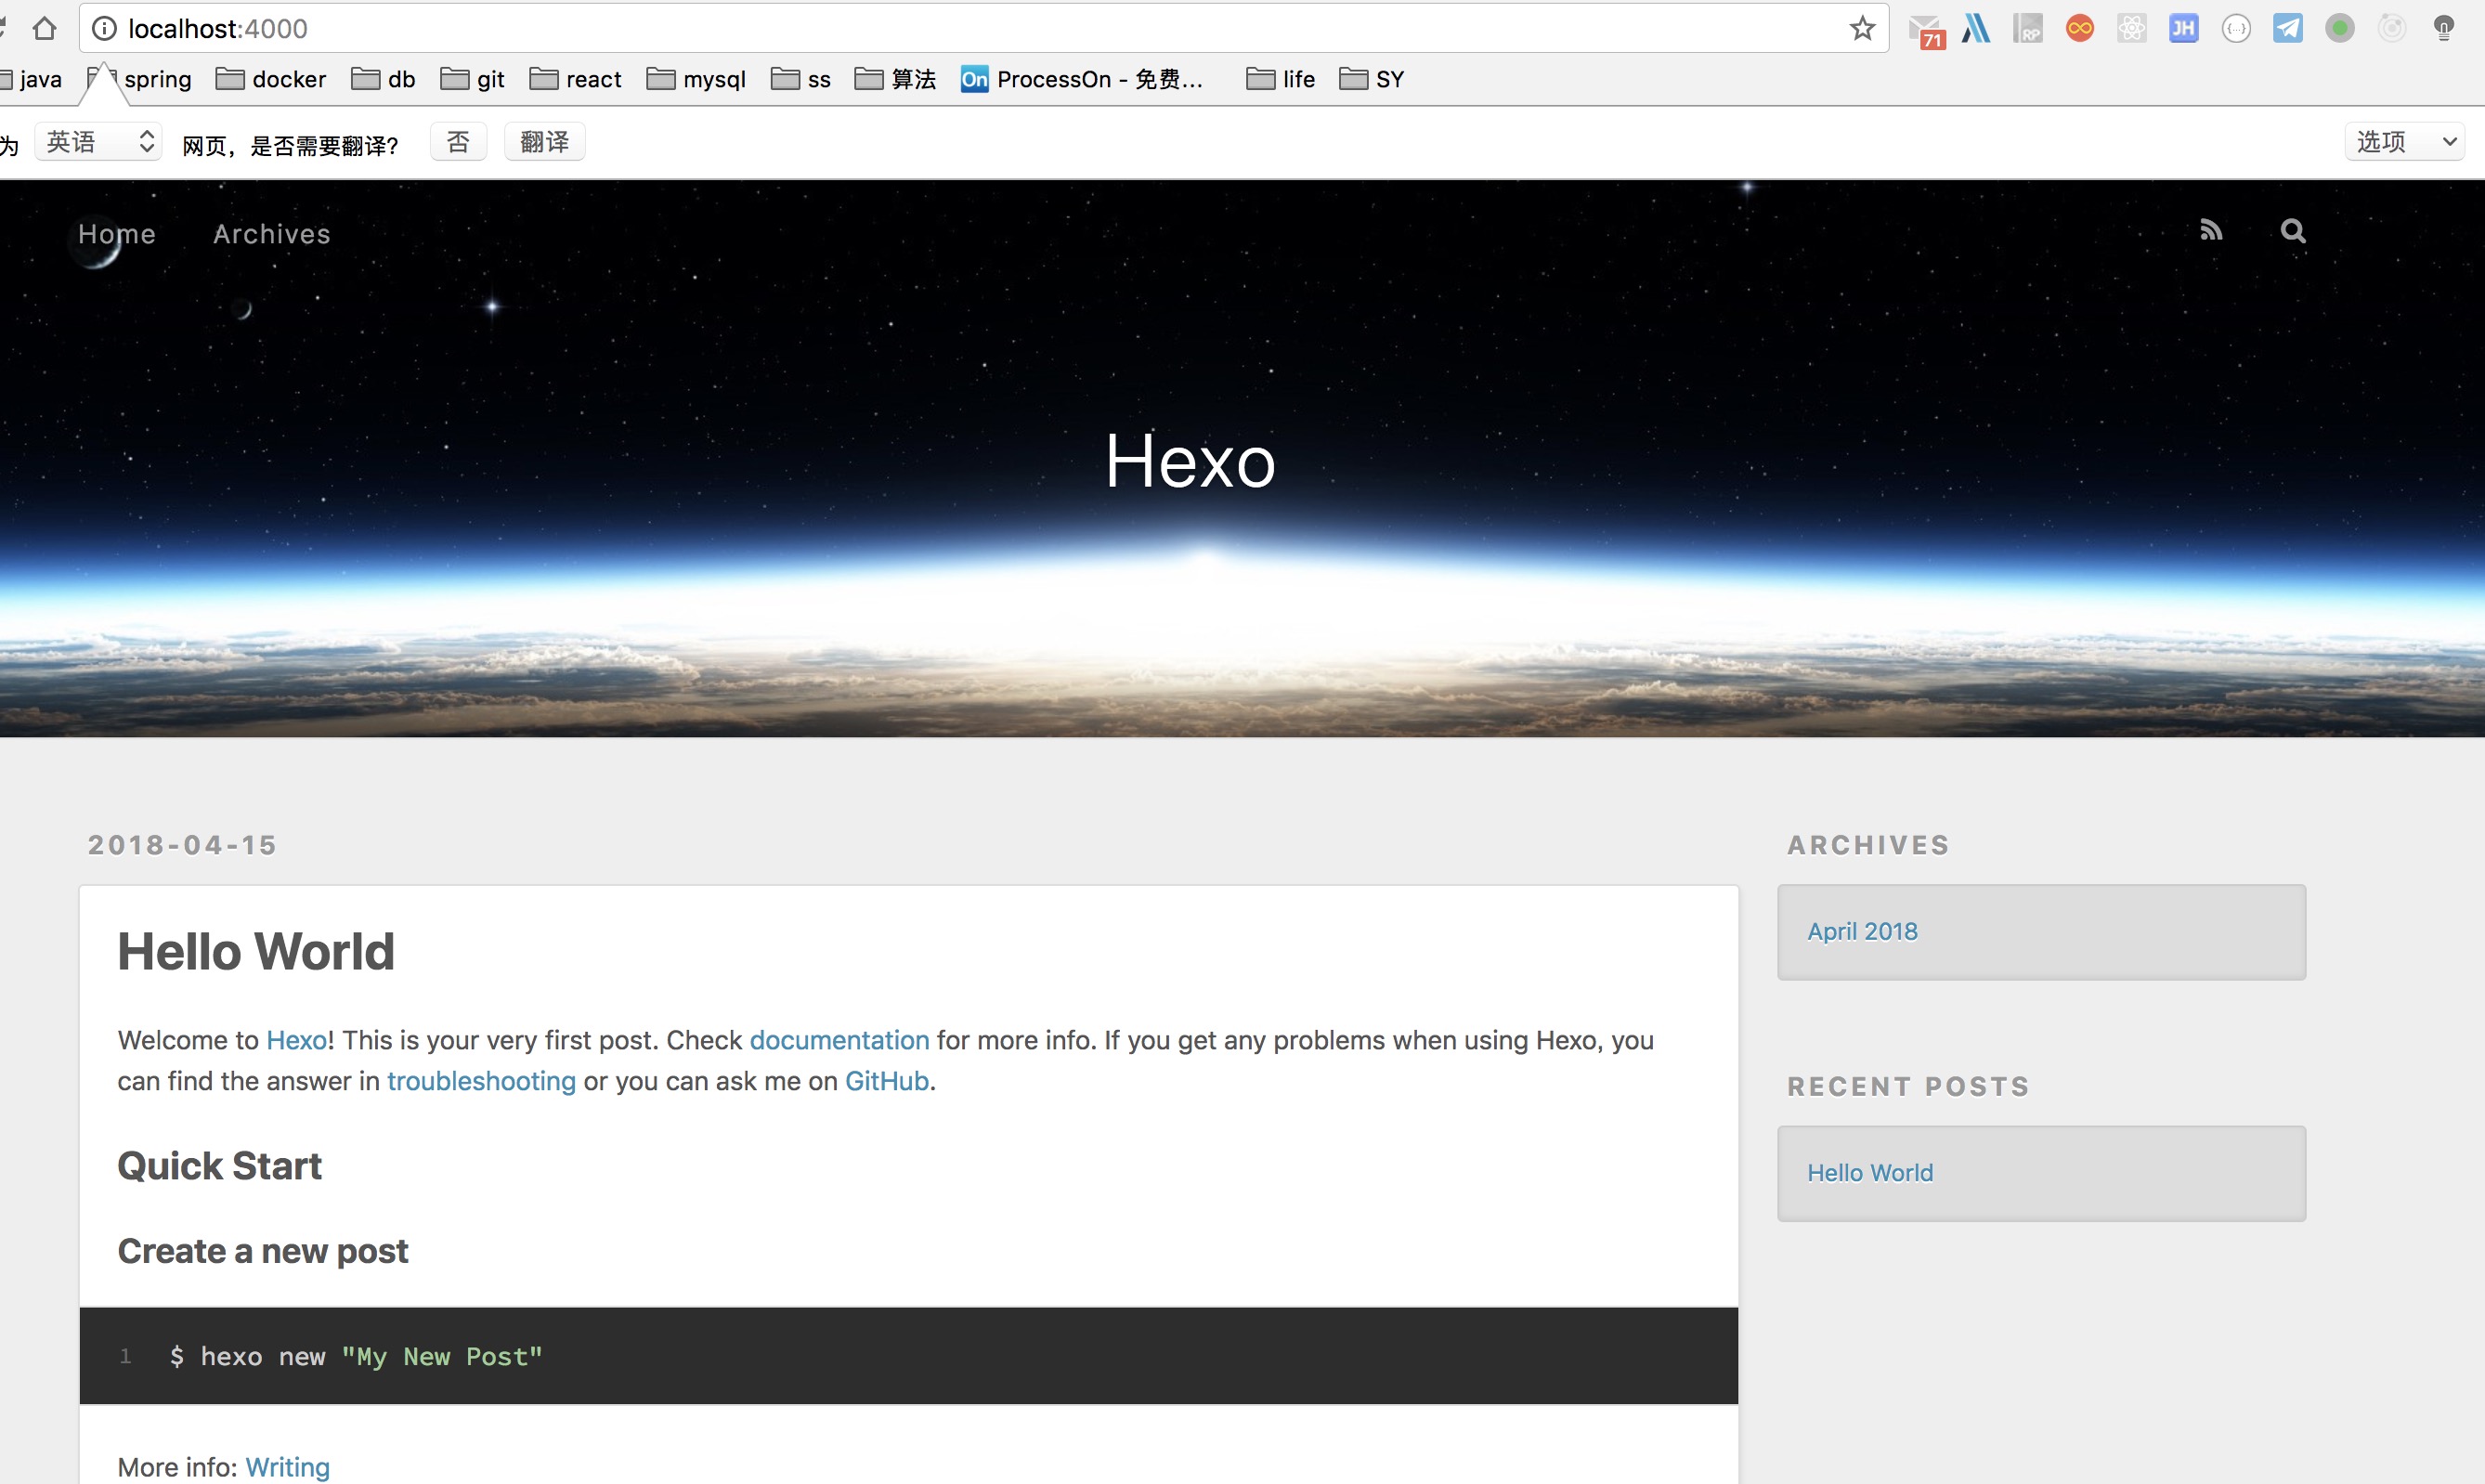 localhost:4000
71
RP
JH
{...}
java spring docker db git react mysql ss 算法 On ProcessOn - 免费... life SY
为 英语 网页，是否需要翻译？ 否 翻译 选项
Home Archives
Hexo
2018-04-15
Hello World
Welcome to Hexo! This is your very first post. Check documentation for more info. If you get any problems when using Hexo, you
can find the answer in troubleshooting or you can ask me on GitHub.
Quick Start
Create a new post
1 $ hexo new "My New Post"
More info: Writing
ARCHIVES
April 2018
RECENT POSTS
Hello World